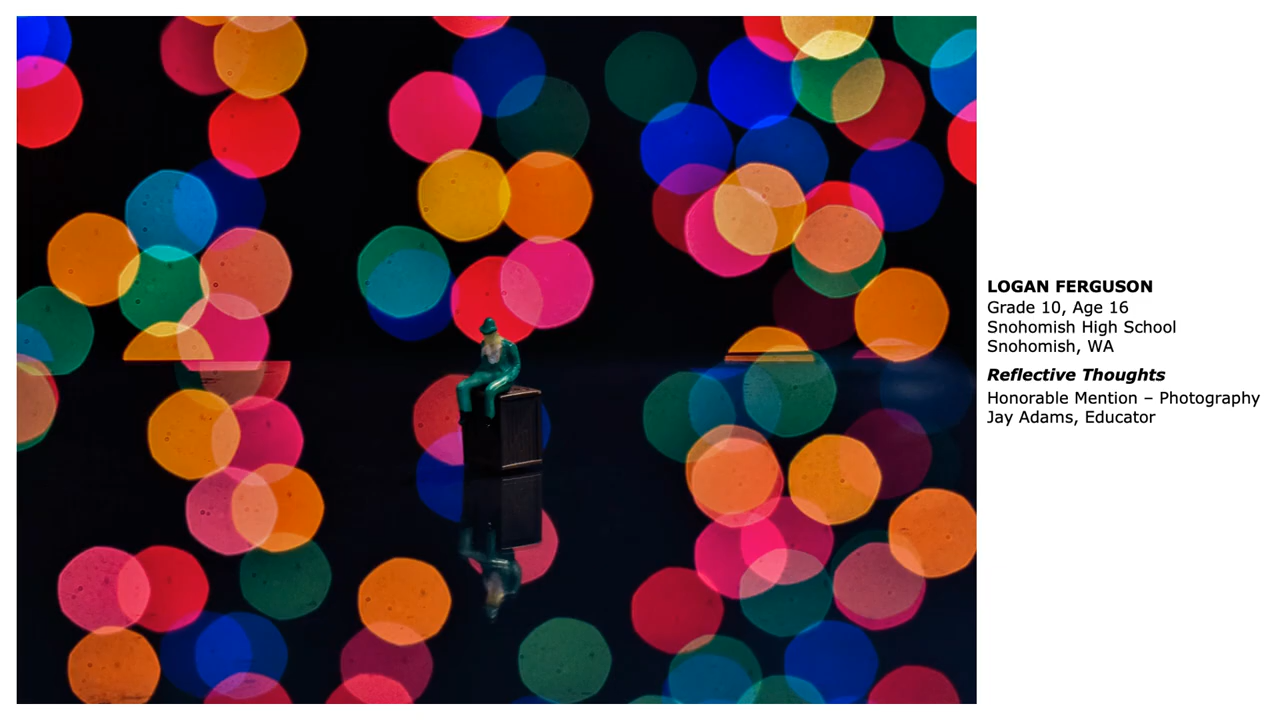 LOGAN FERGUSON
Grade 10, Age 16
Snohomish High School
Snohomish, WA
Reflective Thoughts
Honorable Mention – Photography
Jay Adams, Educator